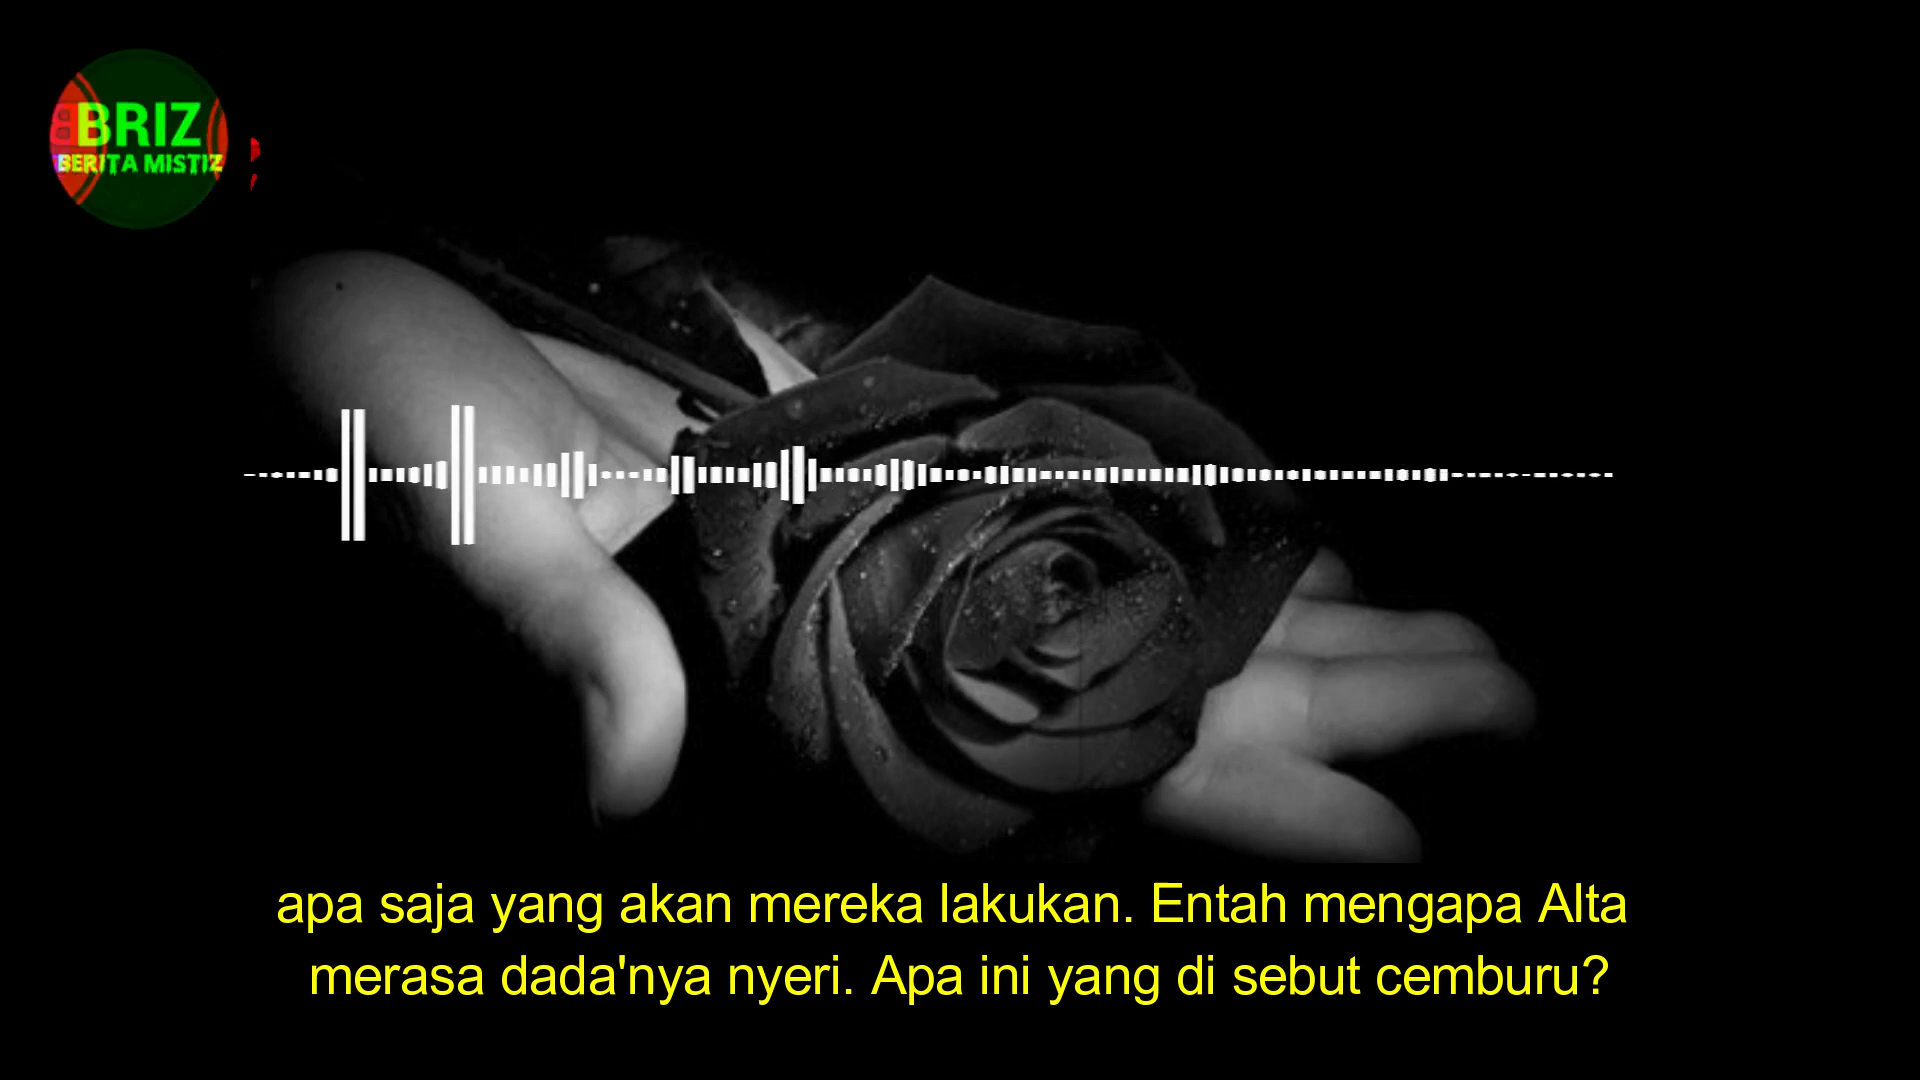 BRIZ
BERITA MISTIZ
apa saja yang akan mereka lakukan. Entah mengapa Alta
merasa dada'nya nyeri. Apa ini yang di sebut cemburu?